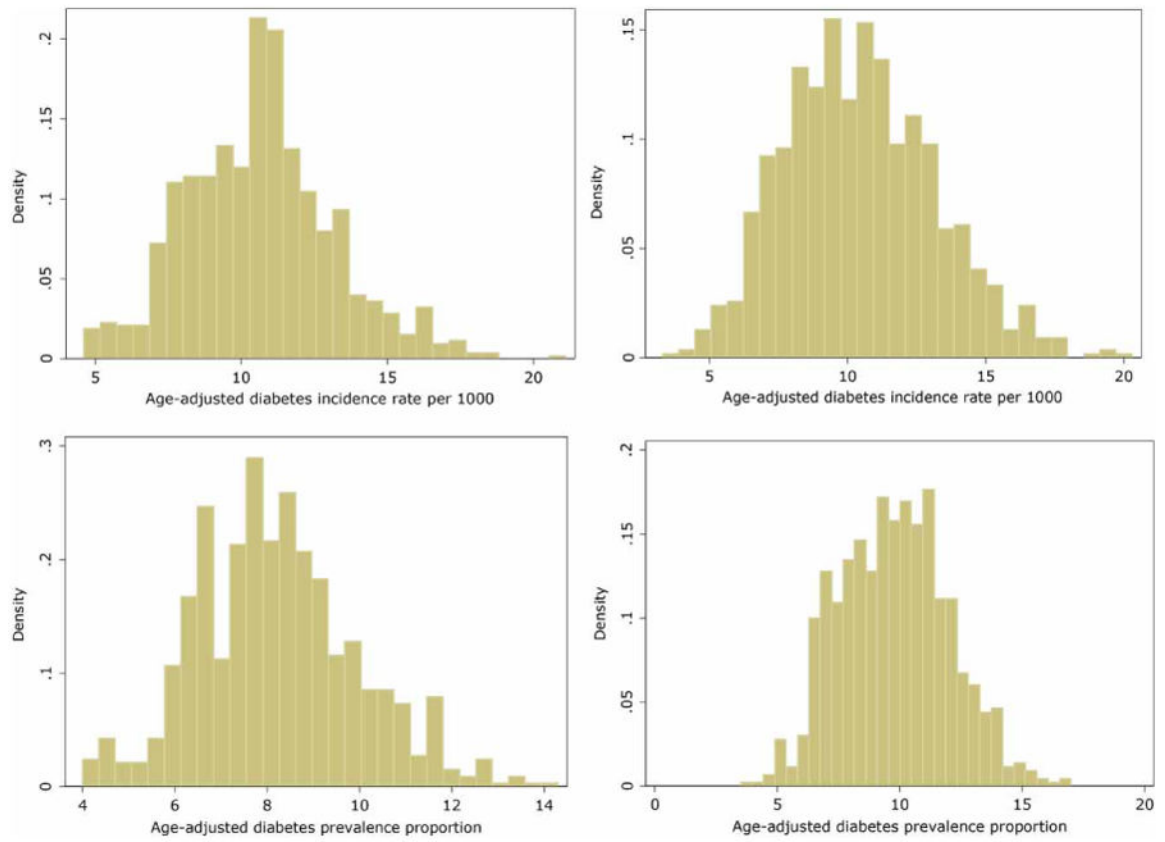 .2
.15
.1
.05
0
Density
5 10 15 20
Age-adjusted diabetes incidence rate per 1000
.15
.1
.05
0
Density
5 10 15 20
Age-adjusted diabetes incidence rate per 1000
.3
.2
.1
0
Density
4 6 8 10 12 14
Age-adjusted diabetes prevalence proportion
.2
.15
.1
.05
0
Density
0 5 10 15 20
Age-adjusted diabetes prevalence proportion